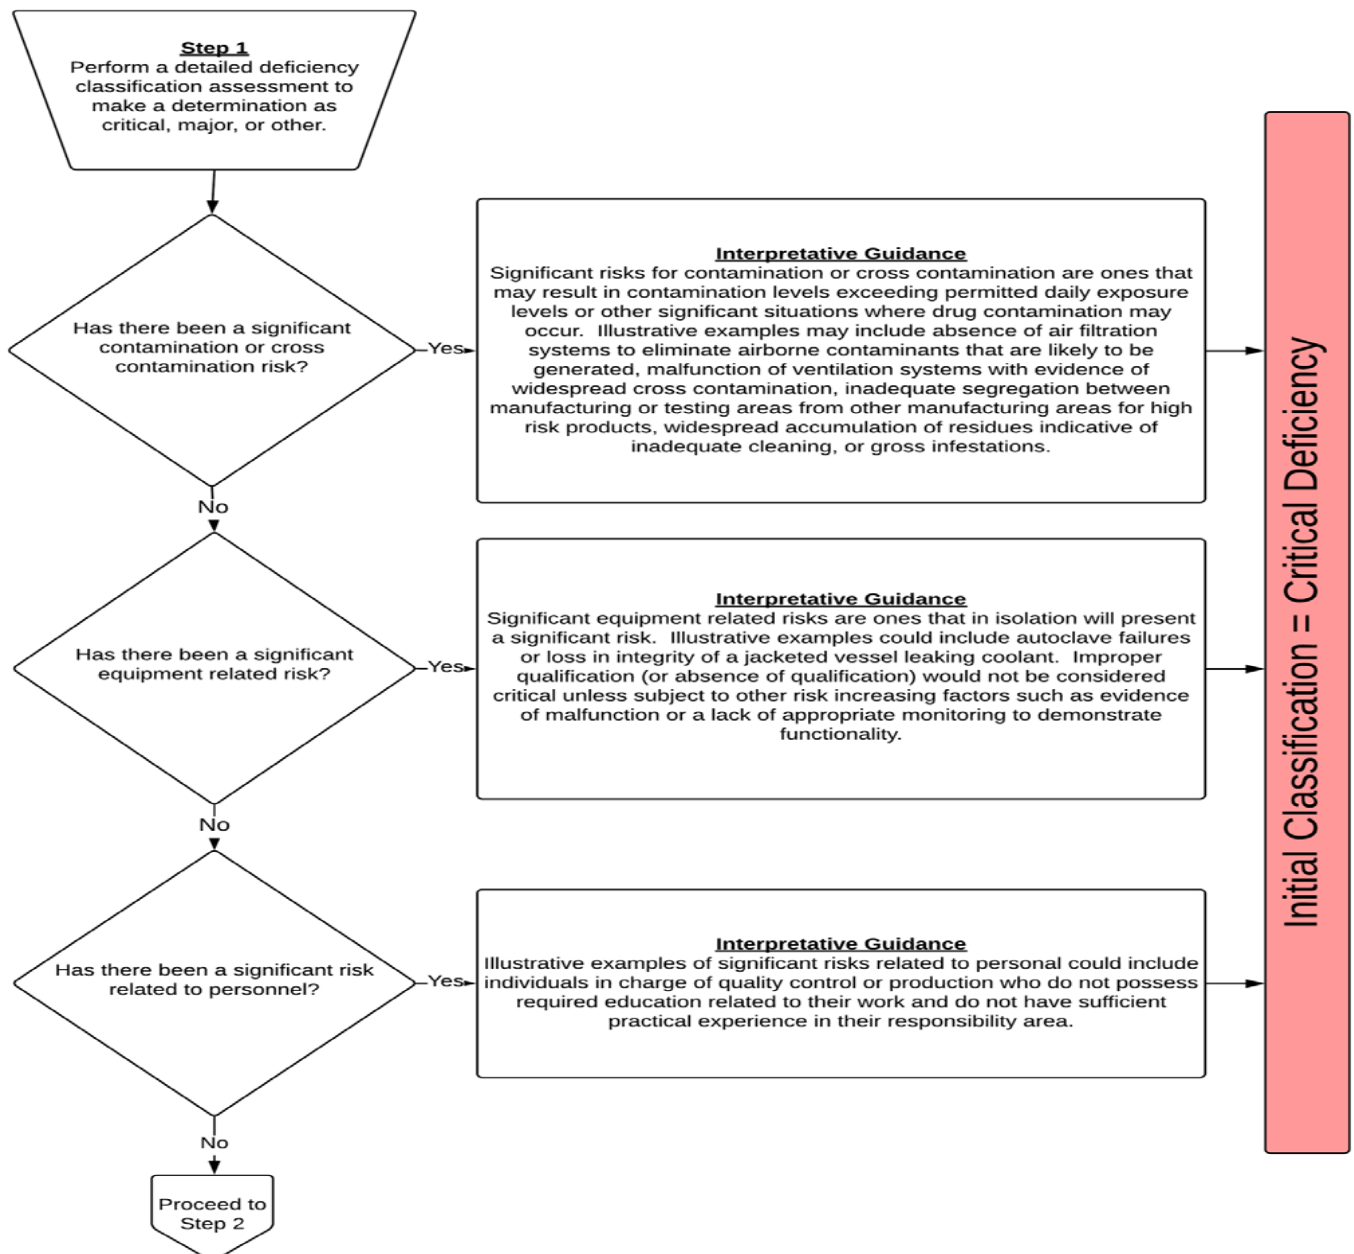 Step 1
Perform a detailed deficiency
classification assessment to
make a determination as
critical, major, or other.
Has there been a significant
contamination or cross
contamination risk?
Yes
Interpretative Guidance
Significant risks for contamination or cross contamination are ones that
may result in contamination levels exceeding permitted daily exposure
levels or other significant situations where drug contamination may
occur.  Illustrative examples may include absence of air filtration
systems to eliminate airborne contaminants that are likely to be
generated, malfunction of ventilation systems with evidence of
widespread cross contamination, inadequate segregation between
manufacturing or testing areas from other manufacturing areas for high
risk products, widespread accumulation of residues indicative of
inadequate cleaning, or gross infestations.
No
Has there been a significant
equipment related risk?
Yes
Interpretative Guidance
Significant equipment related risks are ones that in isolation will present
a significant risk.  Illustrative examples could include autoclave failures
or loss in integrity of a jacketed vessel leaking coolant.  Improper
qualification (or absence of qualification) would not be considered
critical unless subject to other risk increasing factors such as evidence
of malfunction or a lack of appropriate monitoring to demonstrate
functionality.
No
Has there been a significant risk
related to personnel?
Yes
Interpretative Guidance
Illustrative examples of significant risks related to personal could include
individuals in charge of quality control or production who do not possess
required education related to their work and do not have sufficient
practical experience in their responsibility area.
No
Proceed to
Step 2
Initial Classification = Critical Deficiency